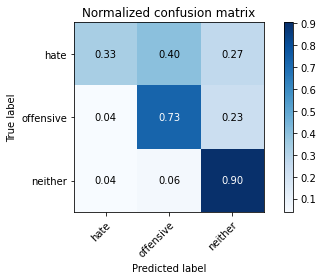 Normalized confusion matrix
True label
hate
0.33 0.40 0.27
offensive
0.04 0.73 0.23
neither
0.04 0.06 0.90
hate
offensive
neither
Predicted label
0.9
0.8
0.7
0.6
0.5
0.4
0.3
0.2
0.1